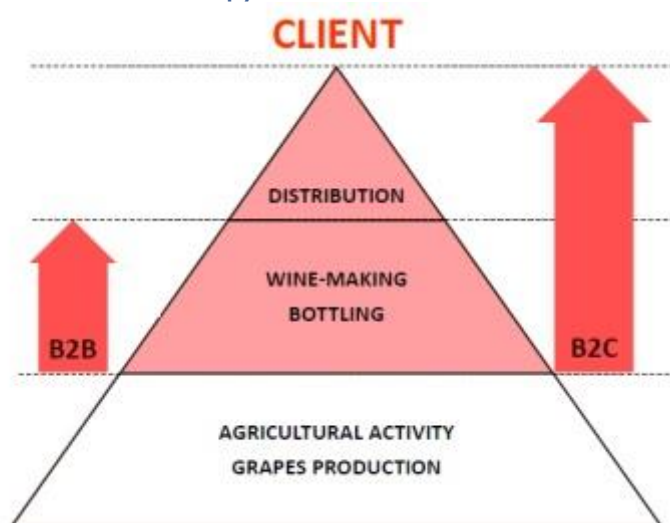 CLIENT
DISTRIBUTION
WINE-MAKING
BOTTLING
B2B
B2C
AGRICULTURAL ACTIVITY
GRAPES PRODUCTION